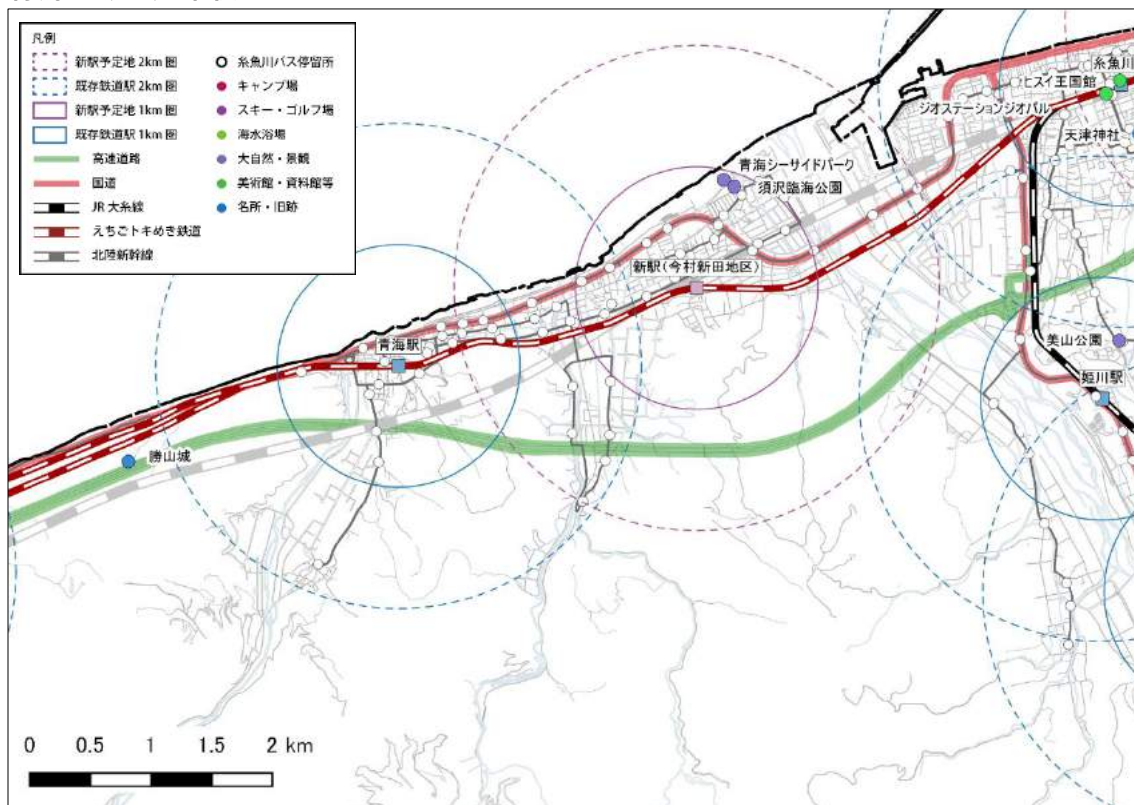 凡例
新駅予定地 2km 圏
既存鉄道駅 2km 圏
新駅予定地 1km 圏
既存鉄道駅 1km 圏
高速道路
国道
JR 大糸線
えちごトキめき鉄道
北陸新幹線
糸魚川バス停留所
キャンプ場
スキー・ゴルフ場
海水浴場
大自然・景観
美術館・資料館等
名所・旧跡
糸魚川
ヒスイ王国館
ジオステーションジオパル
天津神社
青海シーサイドパーク
須沢臨海公園
新駅(今村新田地区)
青海駅
美山公園
姫川駅
勝山城
0 0.5 1 1.5 2 km